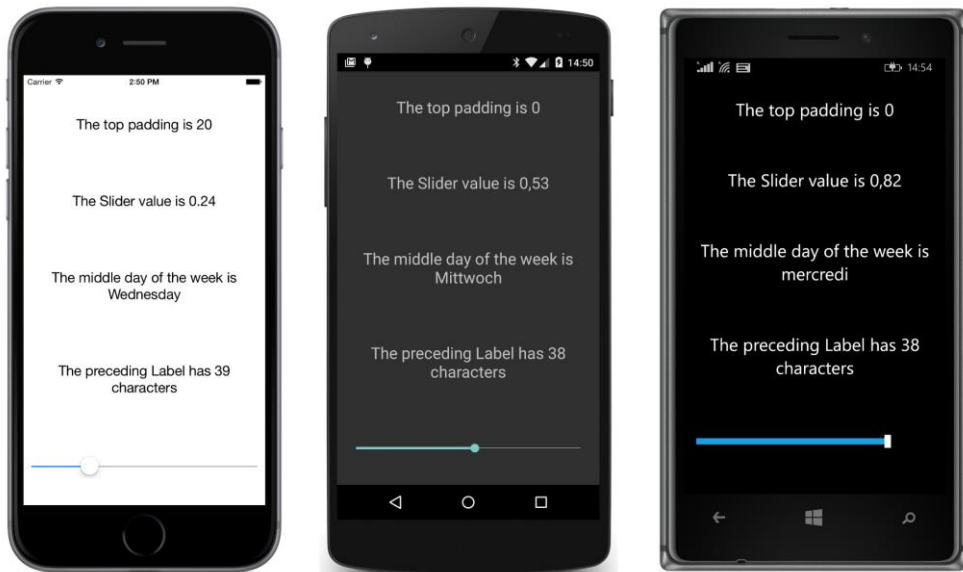 Carrier
2:50 PM
The top padding is 20
The Slider value is 0.24
The middle day of the week is
Wednesday
The preceding Label has 39
characters
14:50
The top padding is 0
The Slider value is 0,53
The middle day of the week is
Mittwoch
The preceding Label has 38
characters
14:54
The top padding is 0
The Slider value is 0,82
The middle day of the week is
mercredi
The preceding Label has 38
characters